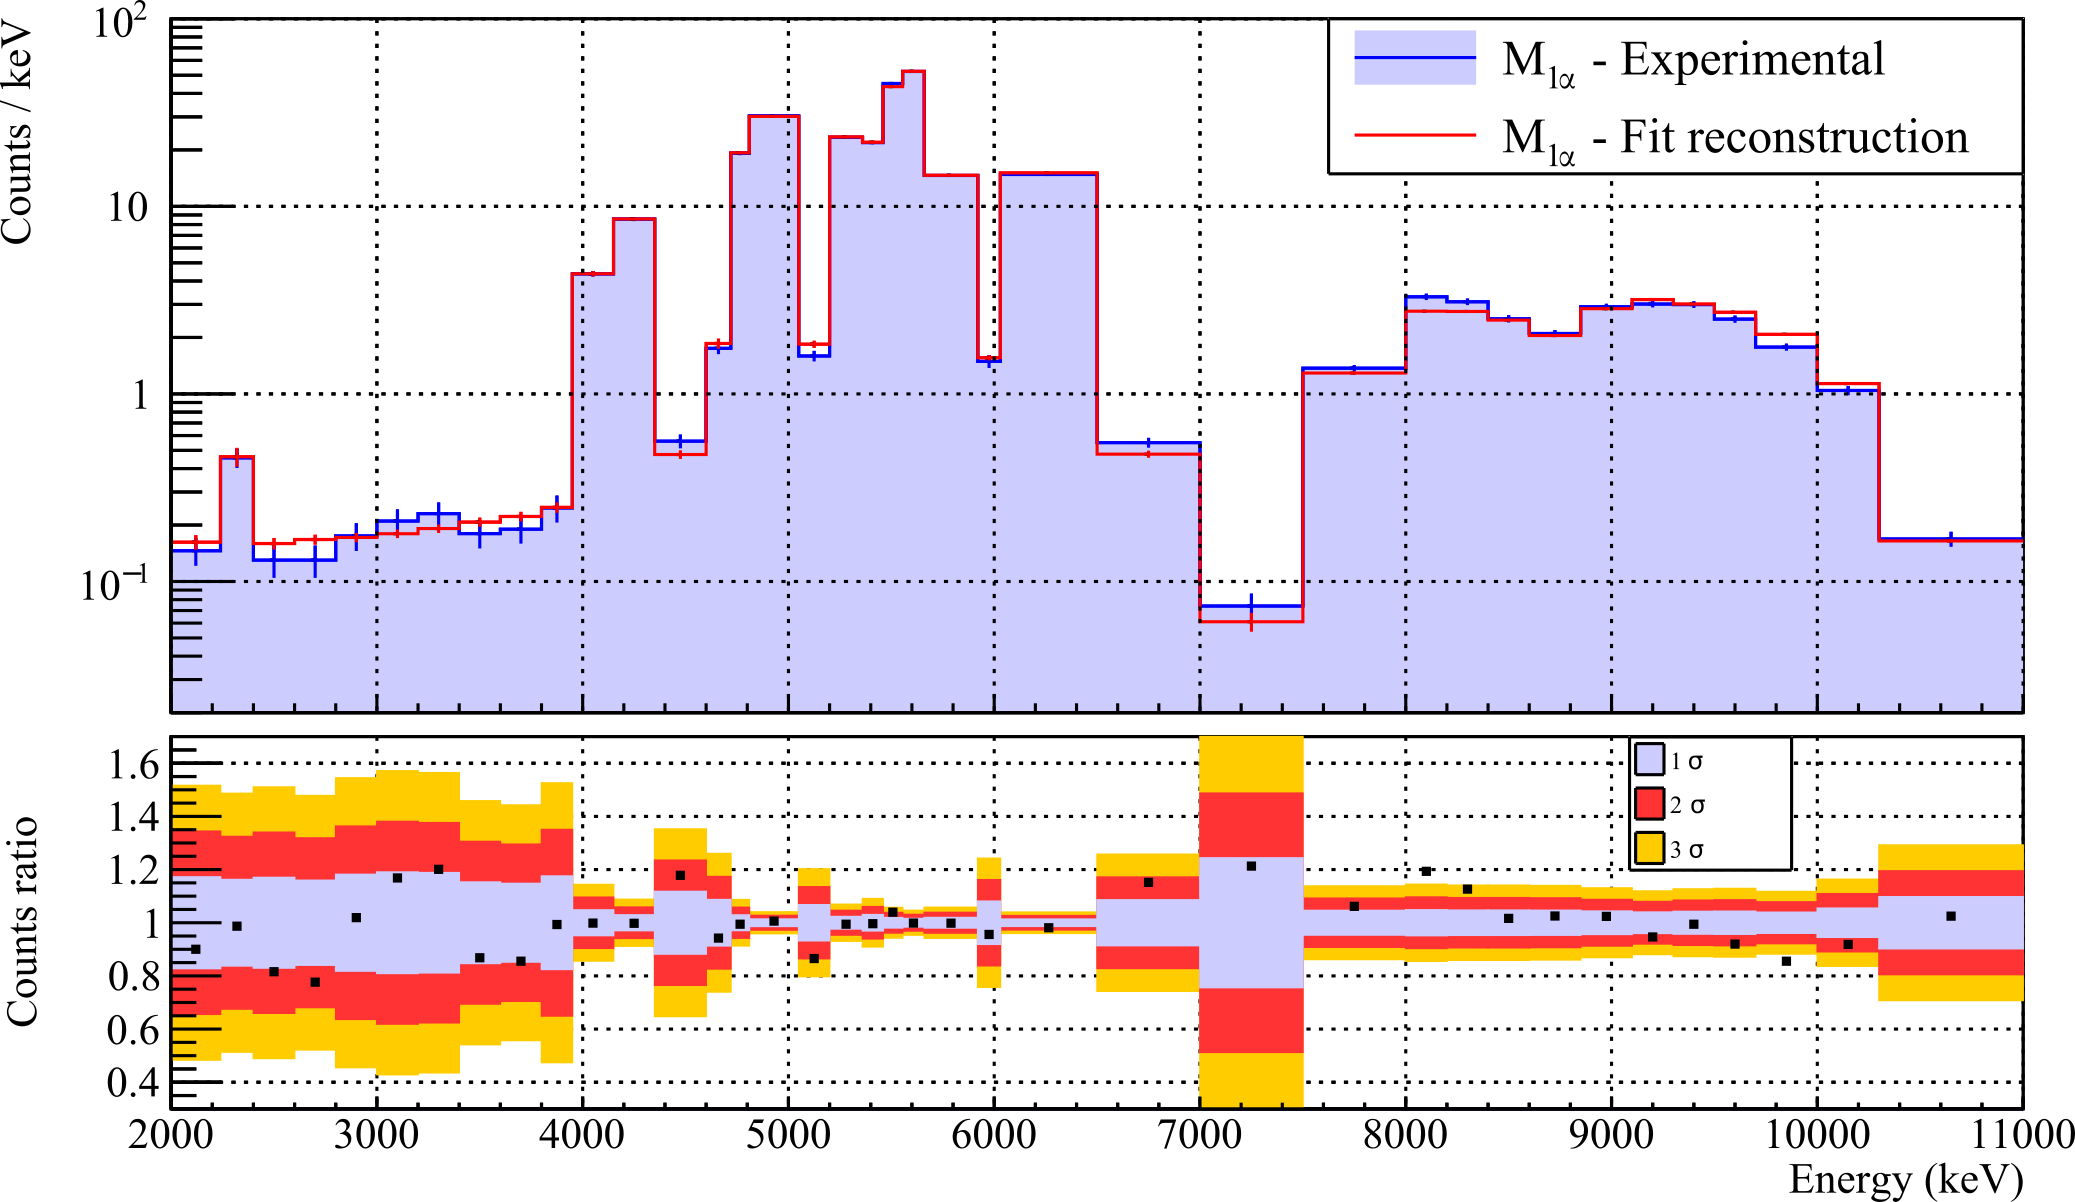 Counts / keV
10²
10
1
10⁻¹
M₁α - Experimental
M₁α - Fit reconstruction
Counts ratio
1.6
1.4
1.2
1
0.8
0.6
0.4
1 σ
2 σ
3 σ
2000 3000 4000 5000 6000 7000 8000 9000 10000 11000
Energy (keV)